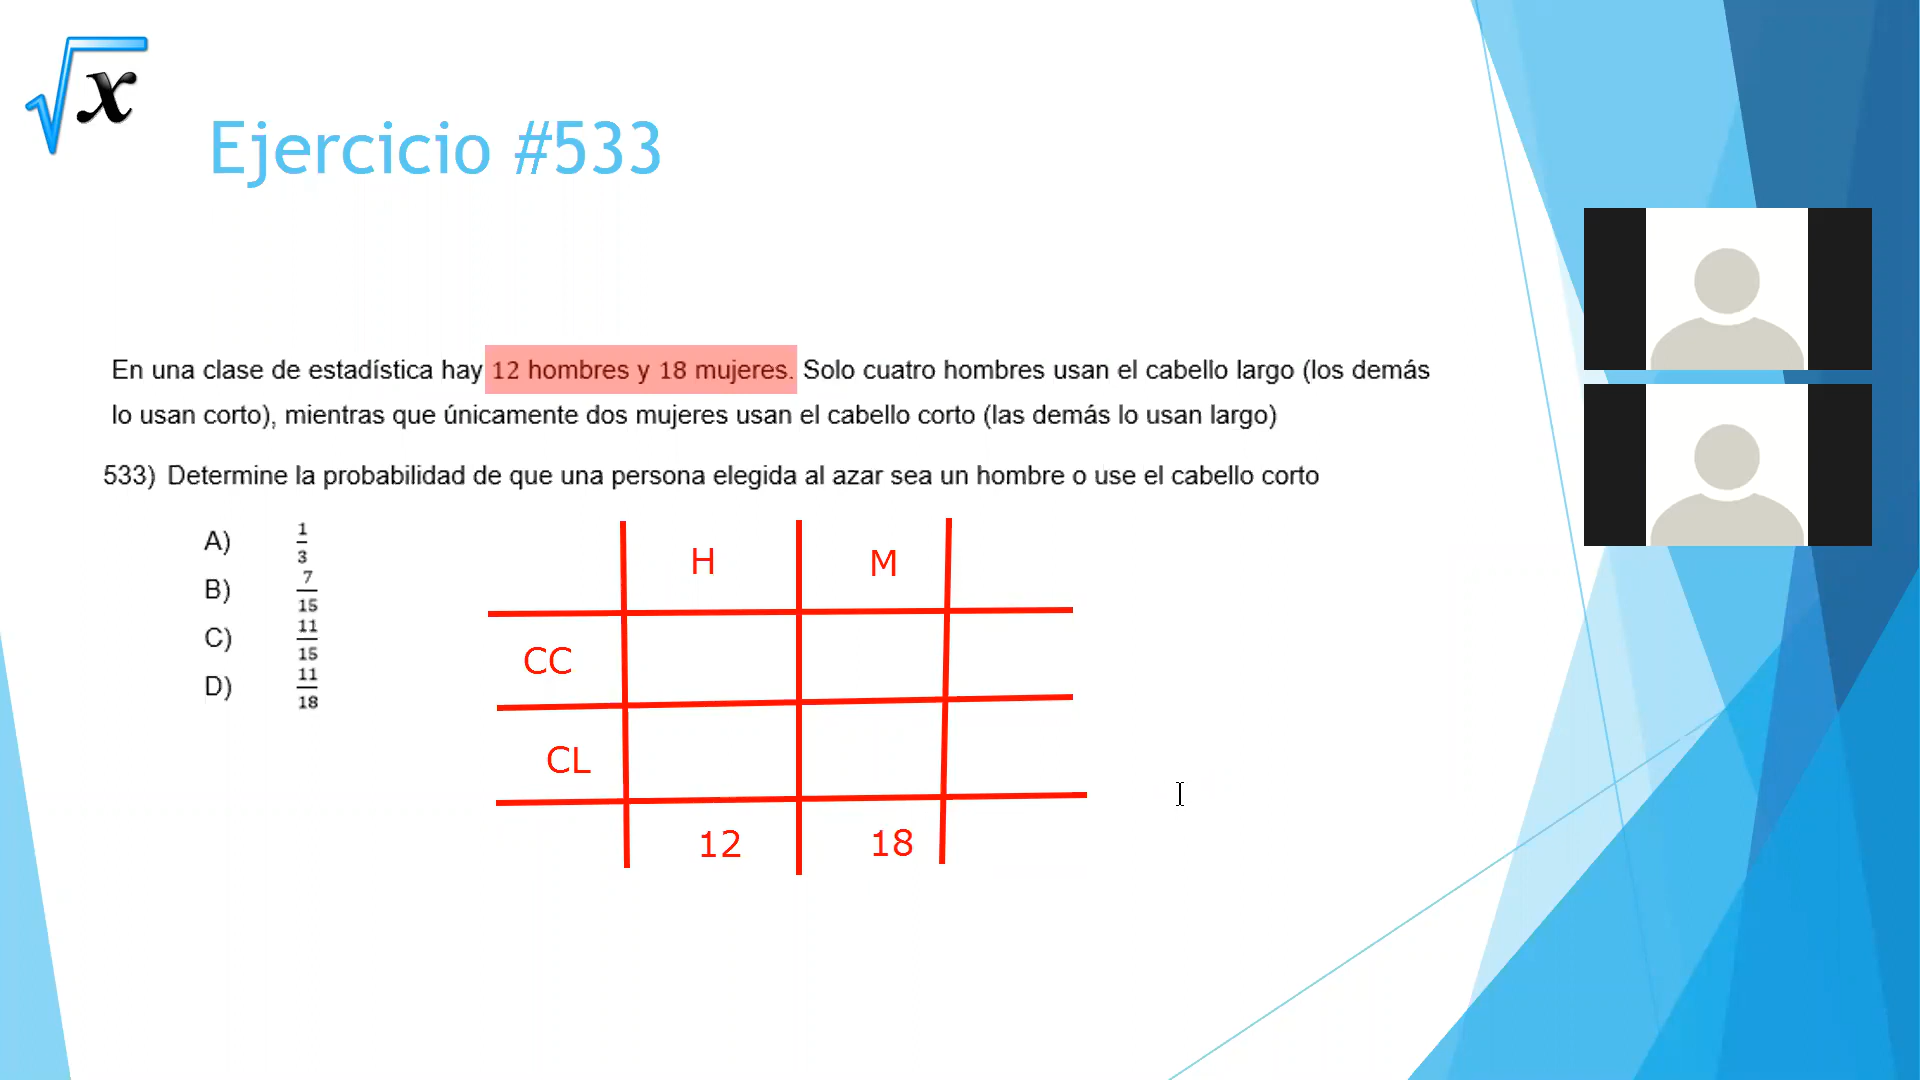 √x
Ejercicio #533
En una clase de estadística hay 12 hombres y 18 mujeres. Solo cuatro hombres usan el cabello largo (los demás
lo usan corto), mientras que únicamente dos mujeres usan el cabello corto (las demás lo usan largo)
533) Determine la probabilidad de que una persona elegida al azar sea un hombre o use el cabello corto
A) 1/3
B) 7/15
C) 11/15
D) 11/18
H M
CC
CL
12 18